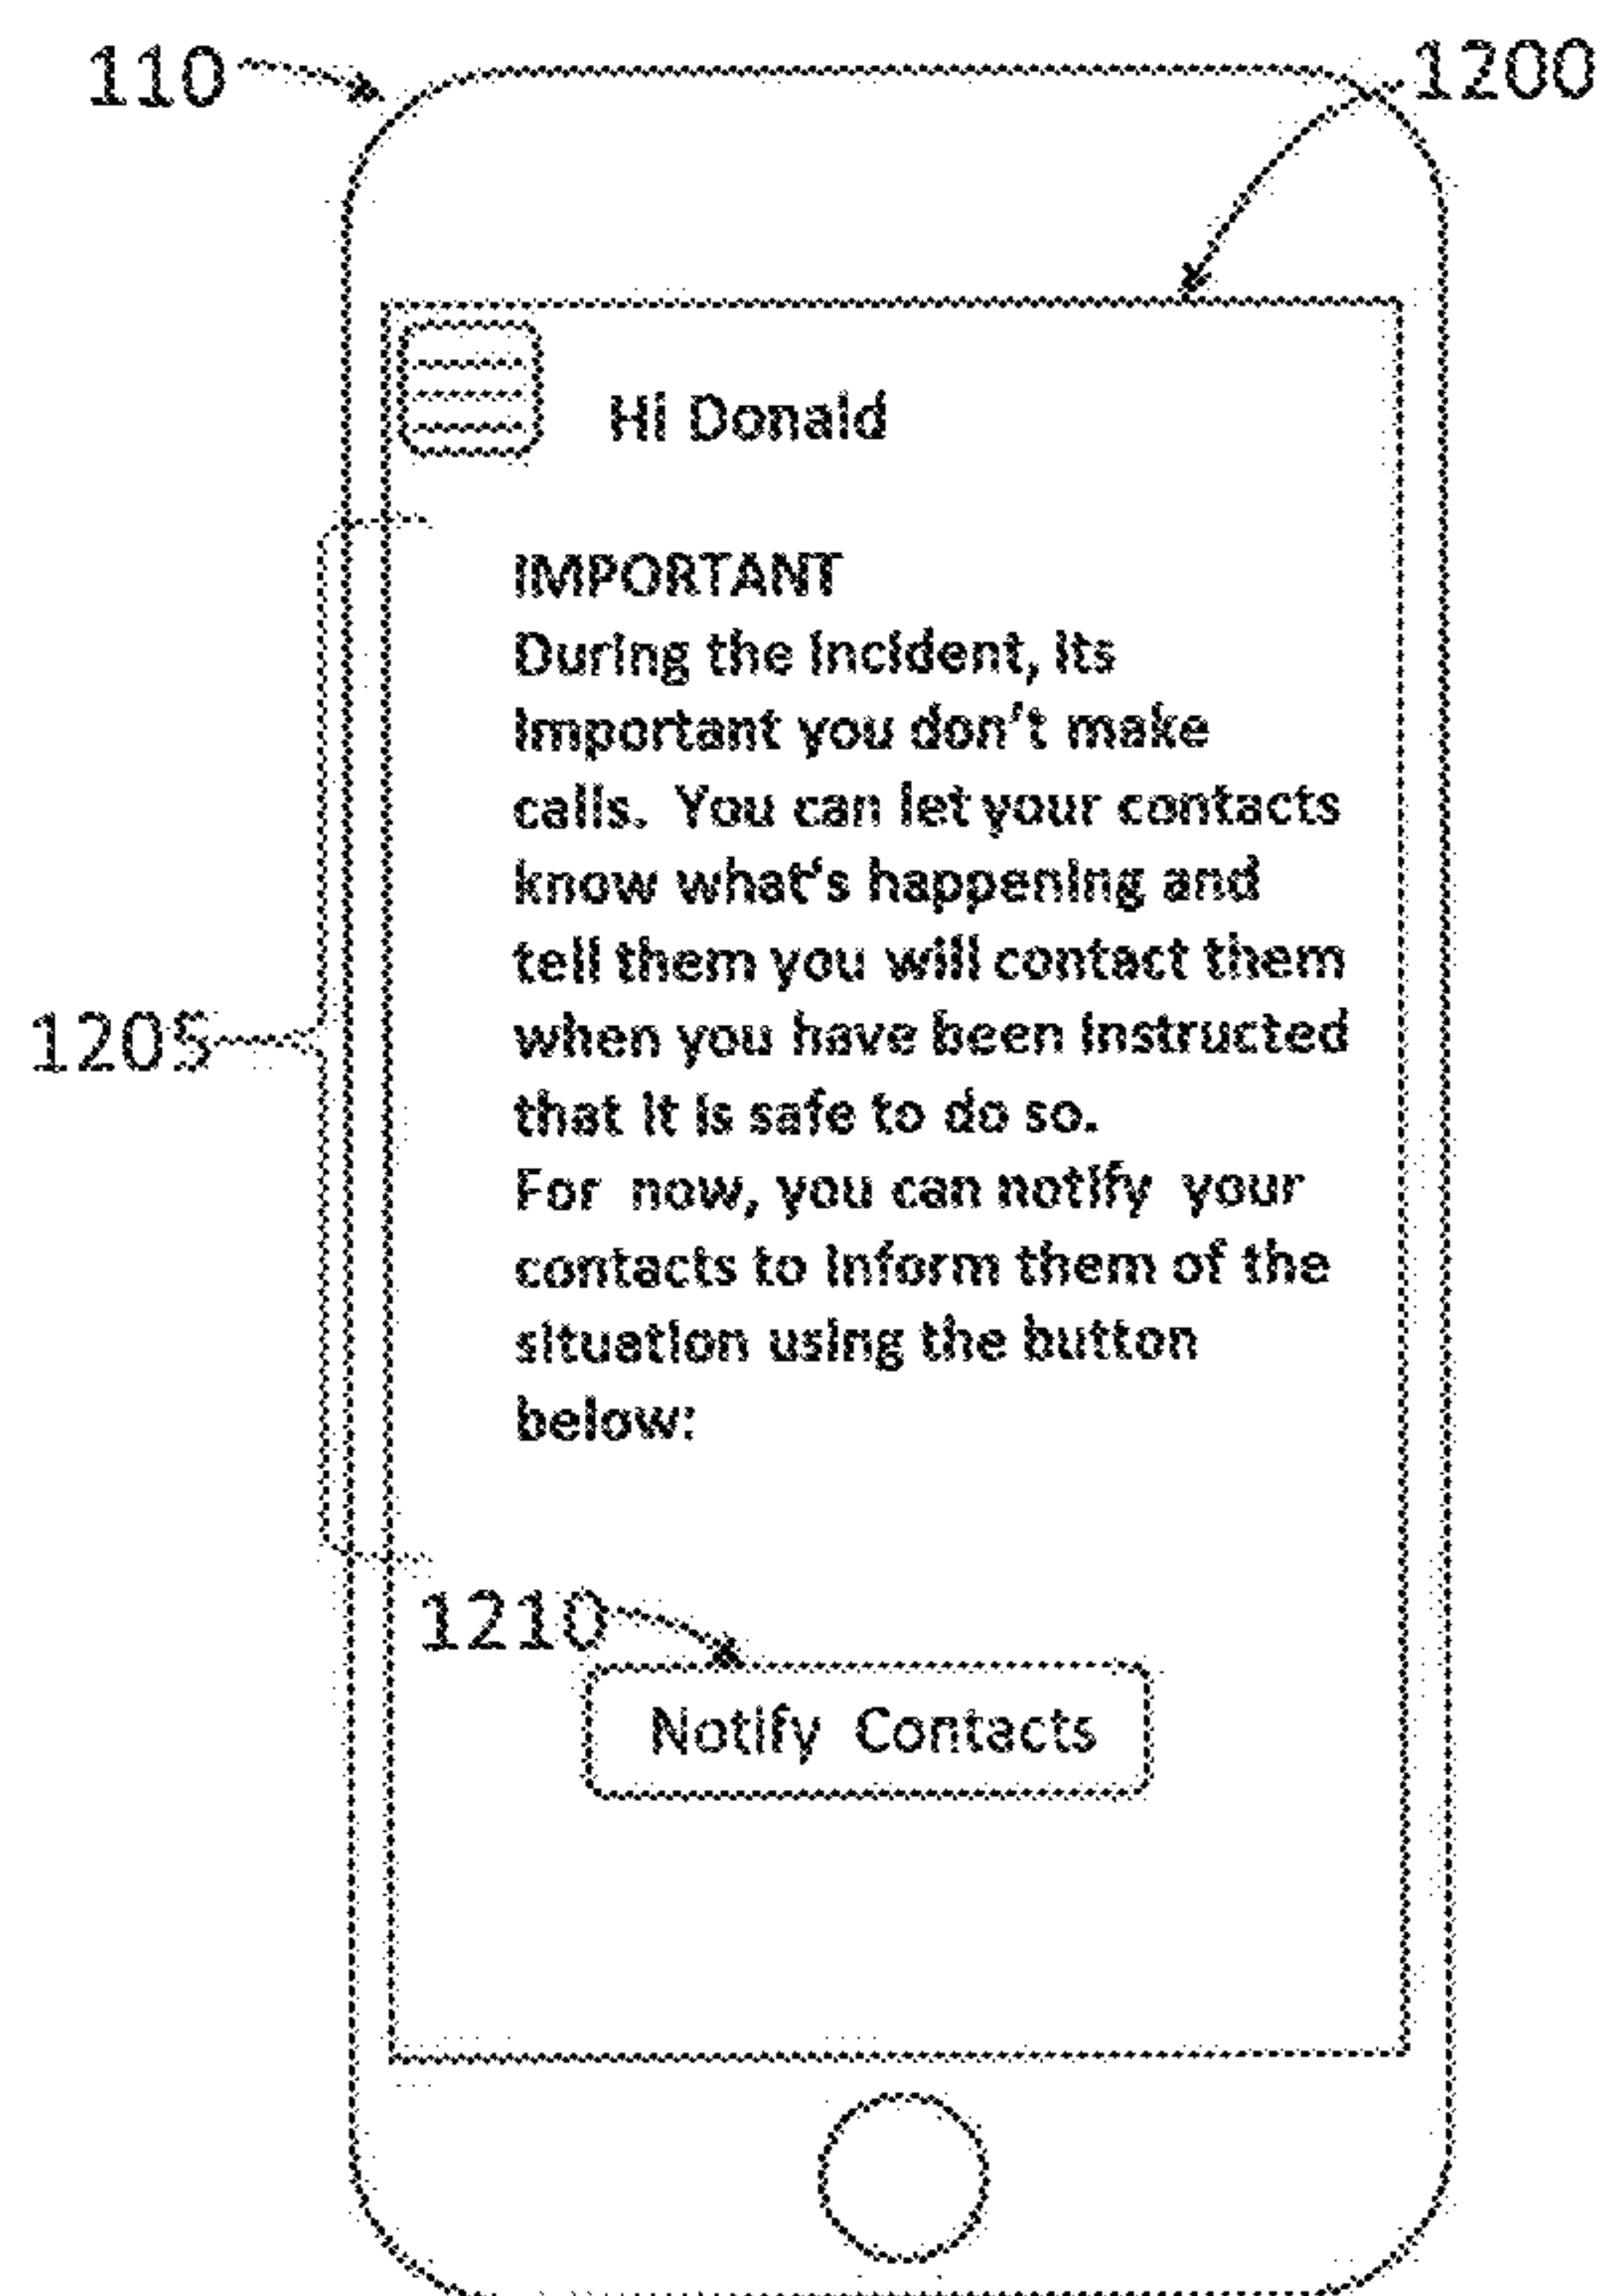 110
1200
Hi Donald
IMPORTANT
During the incident, its
important you don't make
calls. You can let your contacts
know what's happening and
tell them you will contact them
when you have been instructed
that it is safe to do so.
For now, you can notify your
contacts to inform them of the
situation using the button
below:
1205
1210
Notify Contacts